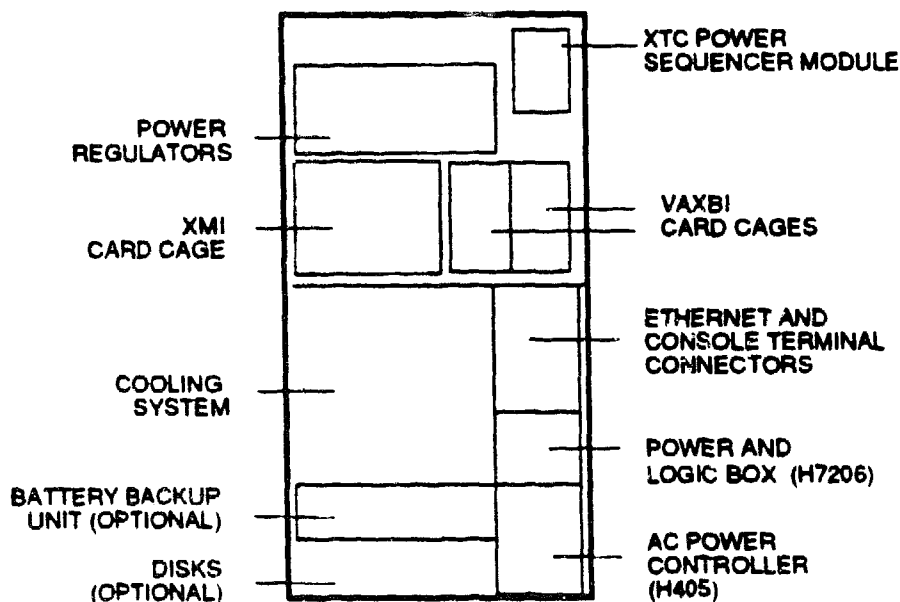 XTC POWER
SEQUENCER MODULE
POWER
REGULATORS
XMI
CARD CAGE
VAXBI
CARD CAGES
ETHERNET AND
CONSOLE TERMINAL
CONNECTORS
COOLING
SYSTEM
POWER AND
LOGIC BOX (H7206)
BATTERY BACKUP
UNIT (OPTIONAL)
AC POWER
CONTROLLER
(H405)
DISKS
(OPTIONAL)